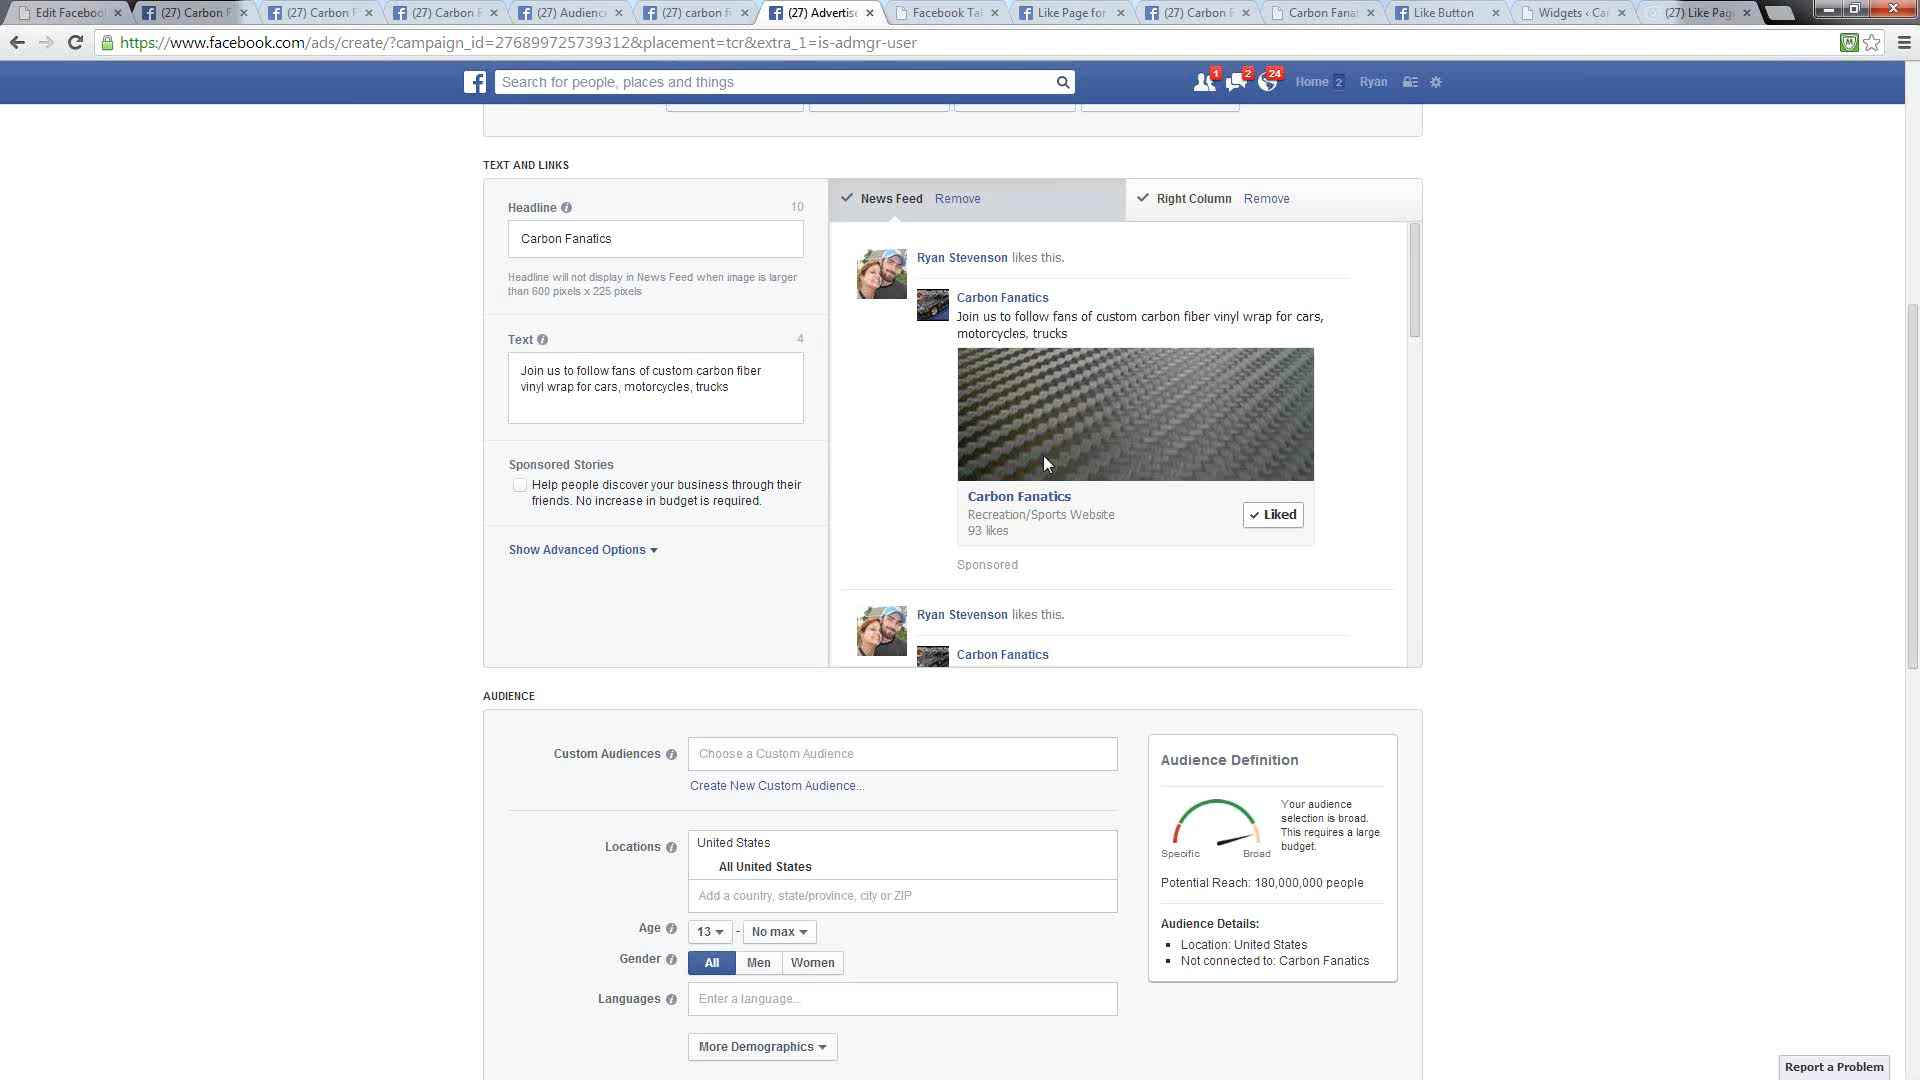 Edit Faceboo
(27) Carbon F
(27) Carbon F
(27) Carbon F
(27) Audienc
(27) carbon fi
(27) Advertise
Facebook Tal
Like Page for
(27) Carbon F
Carbon Fanat
Like Button
Widgets ‹ Ca
(27) Like Pag
https://www.facebook.com/ads/create/?campaign_id=276899725739312&placement=tcr&extra_1=is-admgr-user
Search for people, places and things
1
2
24
Home 2
Ryan
TEXT AND LINKS
Headline
10
Carbon Fanatics
Headline will not display in News Feed when image is larger
than 600 pixels x 225 pixels
Text
4
Join us to follow fans of custom carbon fiber
vinyl wrap for cars, motorcycles, trucks
Sponsored Stories
Help people discover your business through their
friends. No increase in budget is required.
Show Advanced Options
News Feed Remove
Right Column Remove
Ryan Stevenson likes this.
Carbon Fanatics
Join us to follow fans of custom carbon fiber vinyl wrap for cars,
motorcycles, trucks
Carbon Fanatics
Recreation/Sports Website
93 likes
Liked
Sponsored
Ryan Stevenson likes this.
Carbon Fanatics
AUDIENCE
Custom Audiences
Choose a Custom Audience
Create New Custom Audience...
Locations
United States
All United States
Add a country, state/province, city or ZIP
Age
13 - No max
Gender
All Men Women
Languages
Enter a language...
More Demographics
Audience Definition
Your audience
selection is broad.
This requires a large
budget.
Specific
Broad
Potential Reach: 180,000,000 people
Audience Details:
Location: United States
Not connected to: Carbon Fanatics
Report a Problem